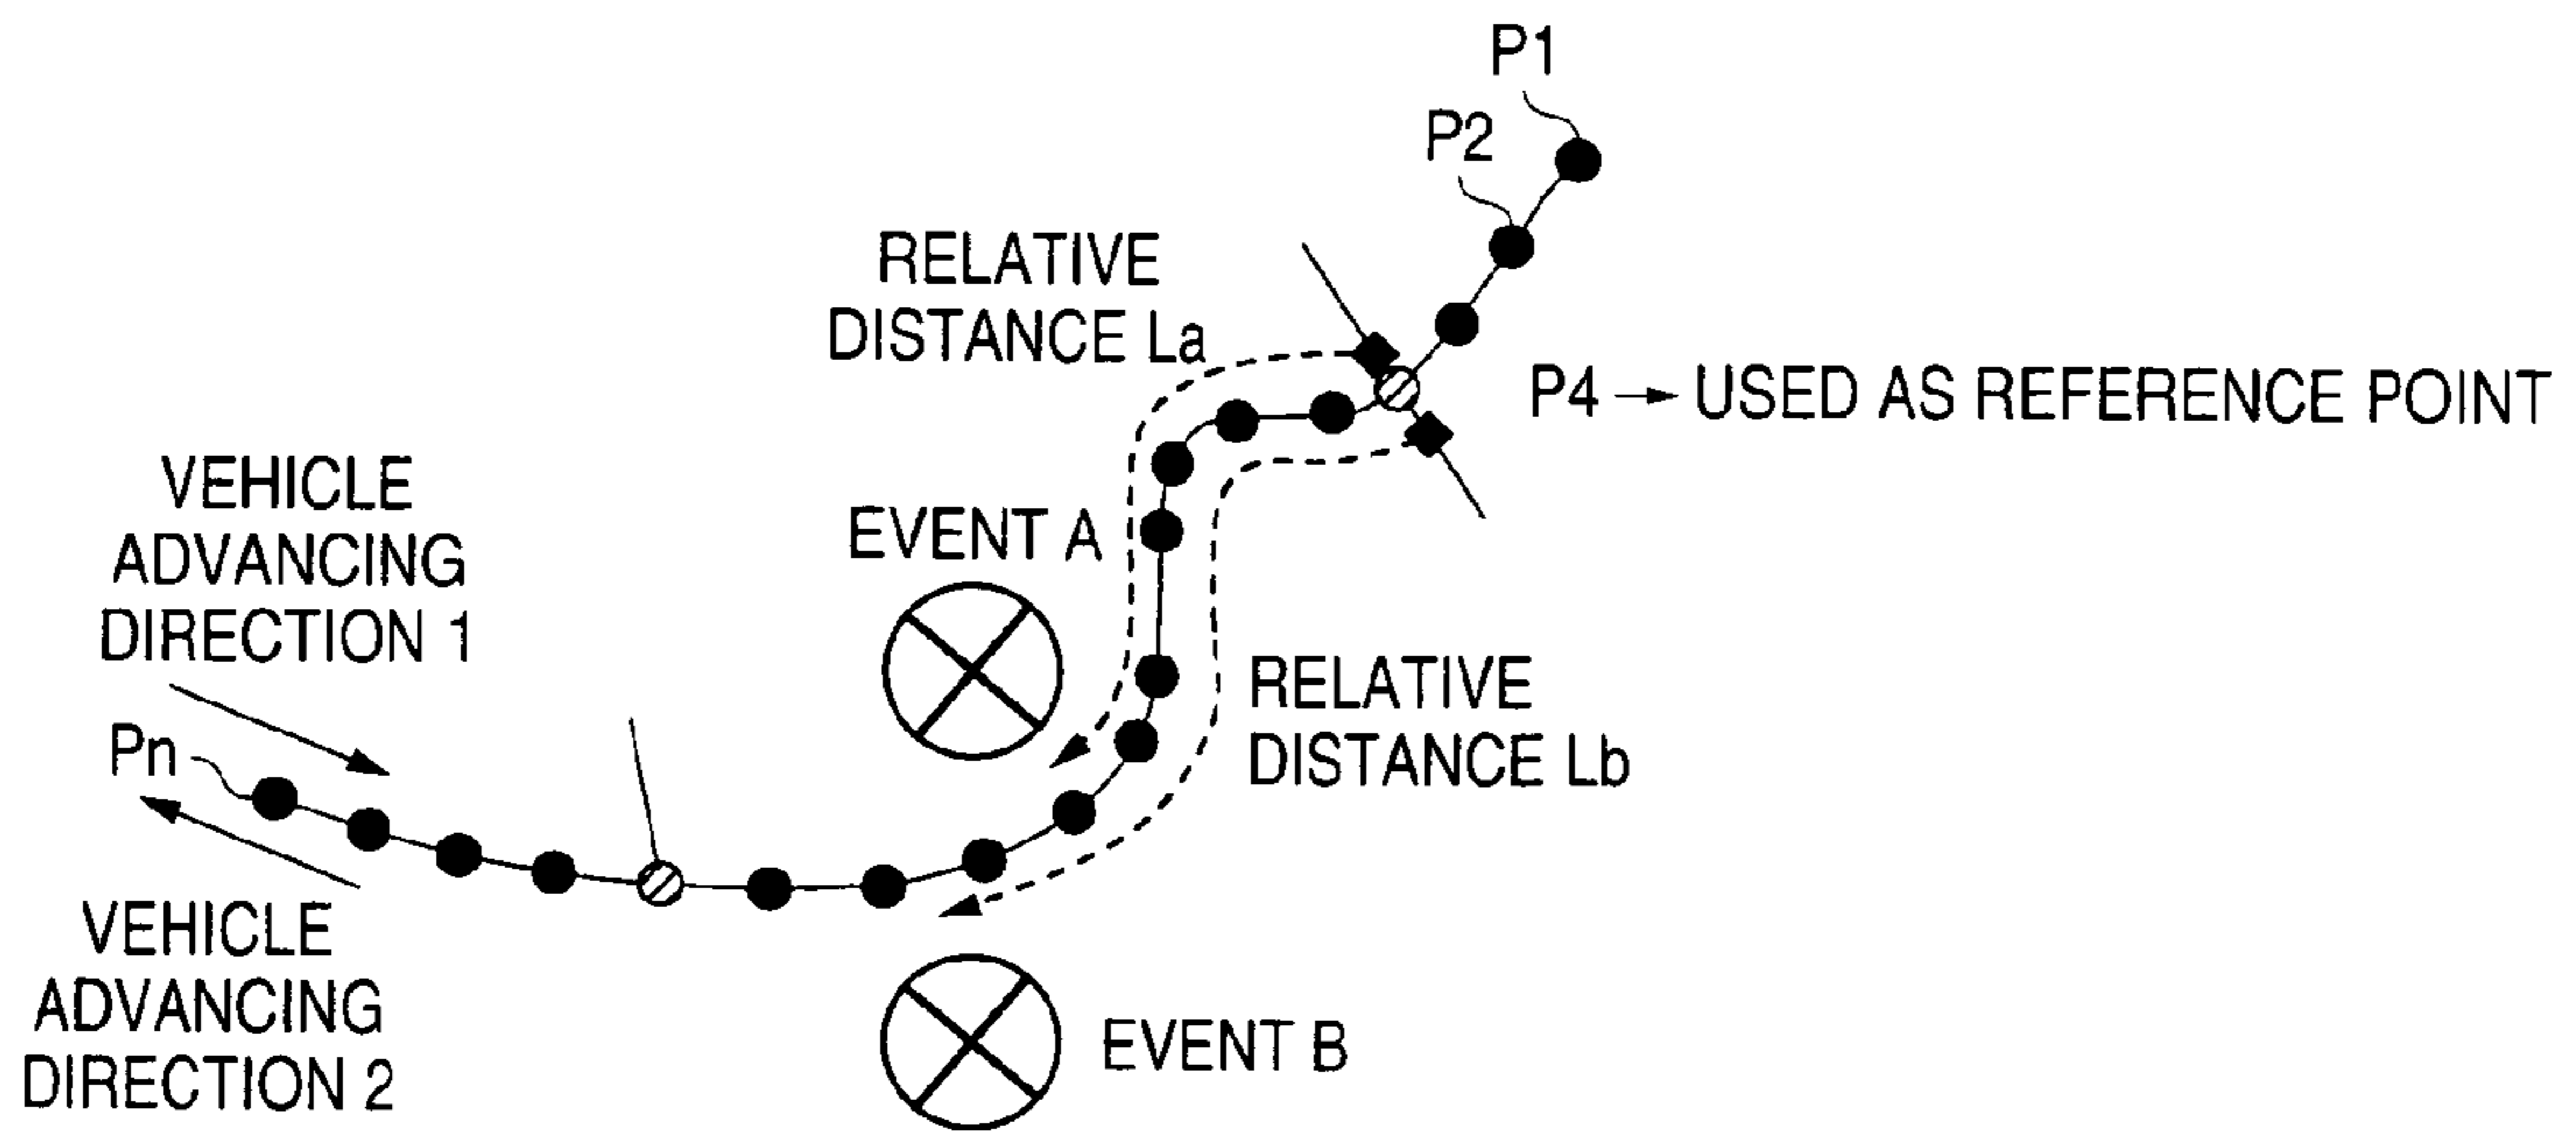 P1
P2
RELATIVE
DISTANCE La
P4 → USED AS REFERENCE POINT
VEHICLE
ADVANCING
DIRECTION 1
EVENT A
RELATIVE
DISTANCE Lb
Pn
VEHICLE
ADVANCING
DIRECTION 2
EVENT B